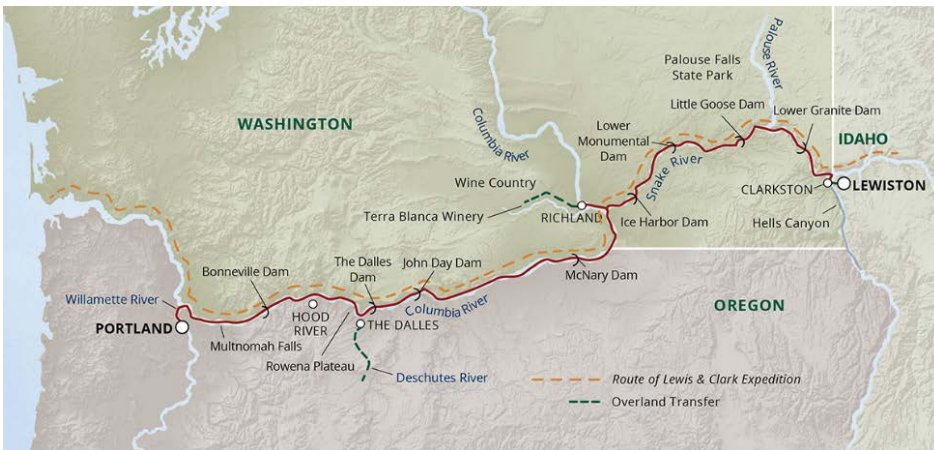 Palouse River
Palouse Falls
State Park
Little Goose Dam
Lower Granite Dam
WASHINGTON
Columbia River
Lower
Monumental
Dam
IDAHO
Snake River
Wine Country
CLARKSTON
LEWISTON
Terra Blanca Winery
RICHLAND
Ice Harbor Dam
Hells Canyon
Bonneville Dam
The Dalles
Dam
John Day Dam
McNary Dam
Willamette River
Columbia River
OREGON
PORTLAND
HOOD
RIVER
THE DALLES
Multnomah Falls
Rowena Plateau
Deschutes River
Route of Lewis & Clark Expedition
Overland Transfer